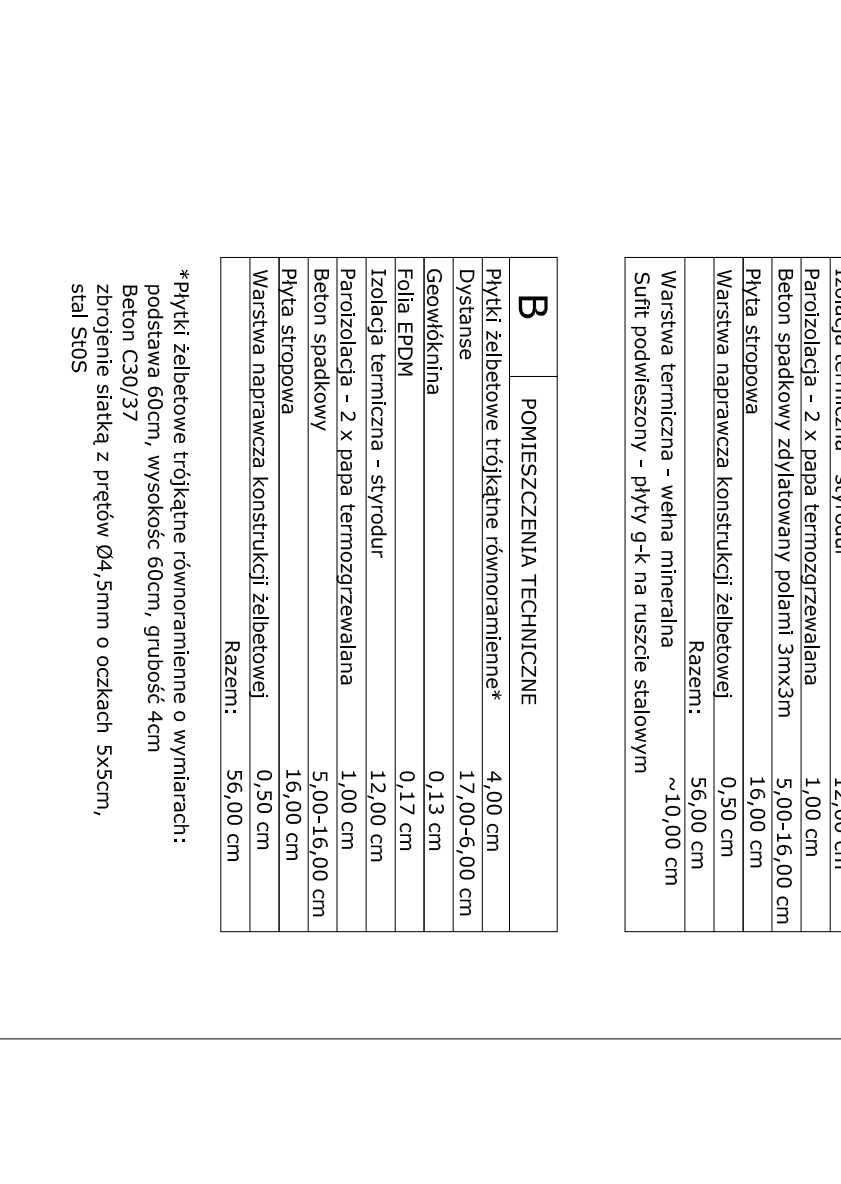 Paroizolacja - 2 x papa termozgrzewalana 1,00 cm
Beton spadkowy zdylatowany polami 3mx3m 5,00-16,00 cm
Płyta stropowa 16,00 cm
Warstwa naprawcza konstrukcji żelbetowej 0,50 cm
Razem: 56,00 cm
Warstwa termiczna - wełna mineralna ~10,00 cm
Sufit podwieszony - płyty g-k na ruszcie stalowym
B POMIESZCZENIA TECHNICZNE
Płytki żelbetowe trójkątne równoramienne* 4,00 cm
Dystanse 17,00-6,00 cm
Geowłóknina 0,13 cm
Folia EPDM 0,17 cm
Izolacja termiczna - styrodur 12,00 cm
Paroizolacja - 2 x papa termozgrzewalana 1,00 cm
Beton spadkowy 5,00-16,00 cm
Płyta stropowa 16,00 cm
Warstwa naprawcza konstrukcji żelbetowej 0,50 cm
Razem: 56,00 cm
*Płytki żelbetowe trójkątne równoramienne o wymiarach:
podstawa 60cm, wysokośc 60cm, grubość 4cm
Beton C30/37
zbrojenie siatką z prętów Ø4,5mm o oczkach 5x5cm,
stal St0S